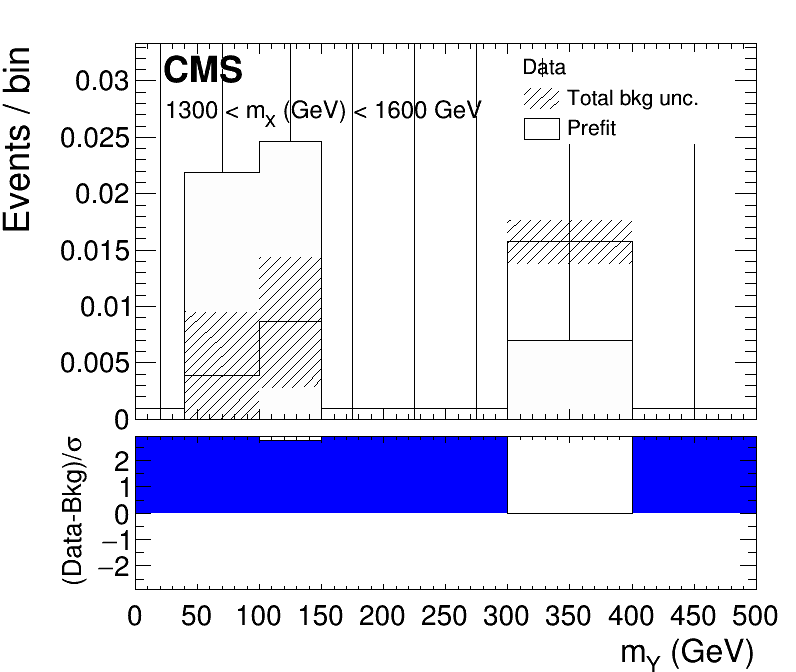 CMS
1300 < mX (GeV) < 1600 GeV
Data
Total bkg unc.
Prefit
Events / bin
0.03
0.025
0.02
0.015
0.01
0.005
0
(Data-Bkg)/σ
2
1
0
−1
−2
0 50 100 150 200 250 300 350 400 450 500
mY (GeV)